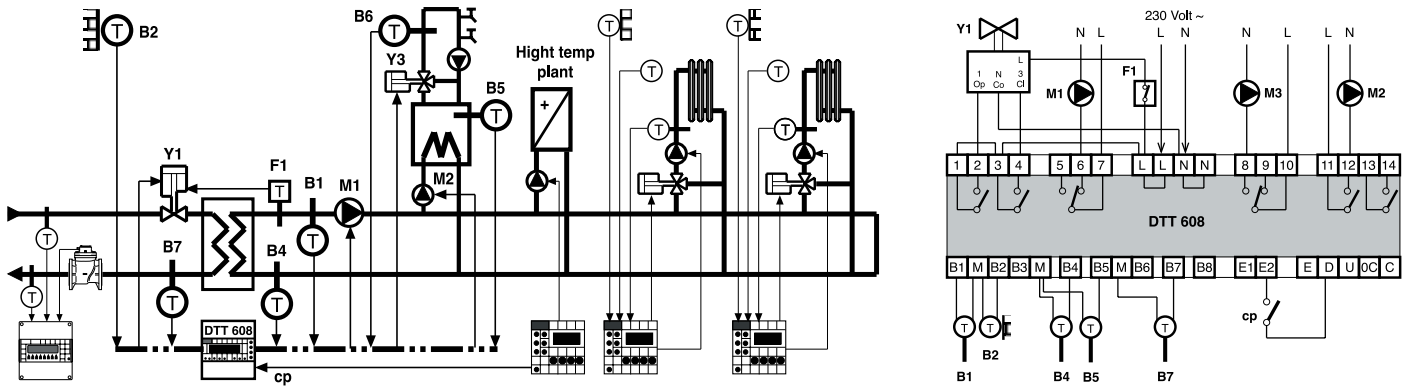 B2
T
B6
T
Y3
B5
T
Hight temp
plant
+
T
T
T
T
T
T
Y1
F1
T
B1
T
M1
M2
T
T
B7
T
B4
T
DTT 608
cp
Y1
1 N 3 L
Op Co Cl
N L
M1
230 Volt ~
L N
F1
N L
M3
L N
M2
1 2 3 4 5 6 7 L L N N 8 9 10 11 12 13 14
DTT 608
B1 M B2 B3 M B4 B5 M B6 B7 B8 E1 E2 E D U 0C C
T T T T T
cp
B2
B1 B4 B5 B7